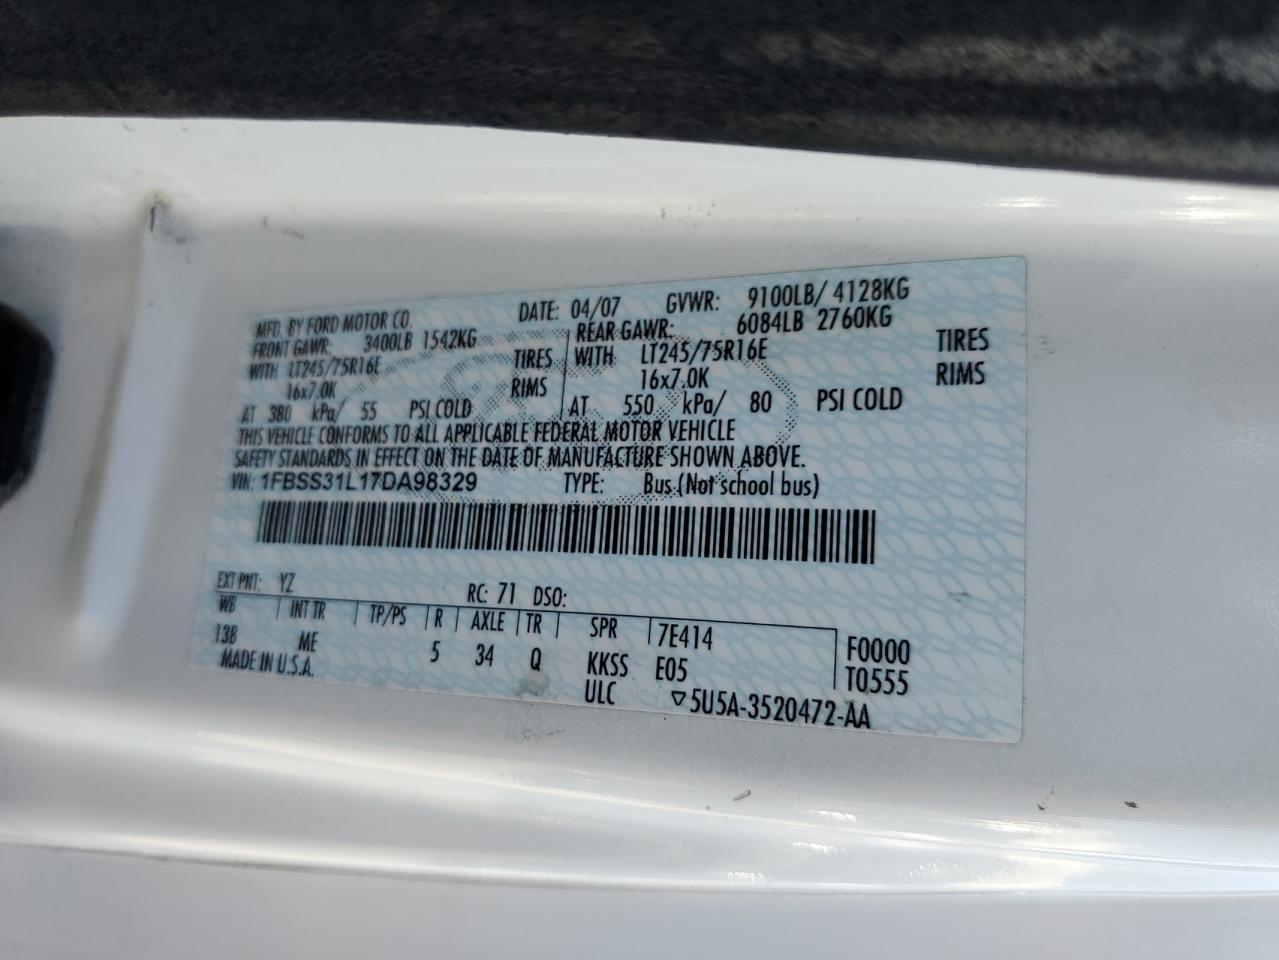 MFD. BY FORD MOTOR CO. DATE: 04/07 GVWR: 9100LB/ 4128KG
FRONT GAWR: 3400LB 1542KG REAR GAWR: 6084LB 2760KG
WITH LT245/75R16E TIRES WITH LT245/75R16E TIRES
16x7.0K RIMS 16x7.0K RIMS
AT 380 kPa/ 55 PSI COLD AT 550 kPa/ 80 PSI COLD
THIS VEHICLE CONFORMS TO ALL APPLICABLE FEDERAL MOTOR VEHICLE
SAFETY STANDARDS IN EFFECT ON THE DATE OF MANUFACTURE SHOWN ABOVE.
VIN: 1FBSS31L17DA98329 TYPE: Bus (Not school bus)
EXT PNT: YZ RC: 71 DSO:
WB INT TR TP/PS R AXLE TR SPR 7E414 F0000
138 ME 5 34 Q KKSS E05 T0555
MADE IN U.S.A. ULC ▽5U5A-3520472-AA